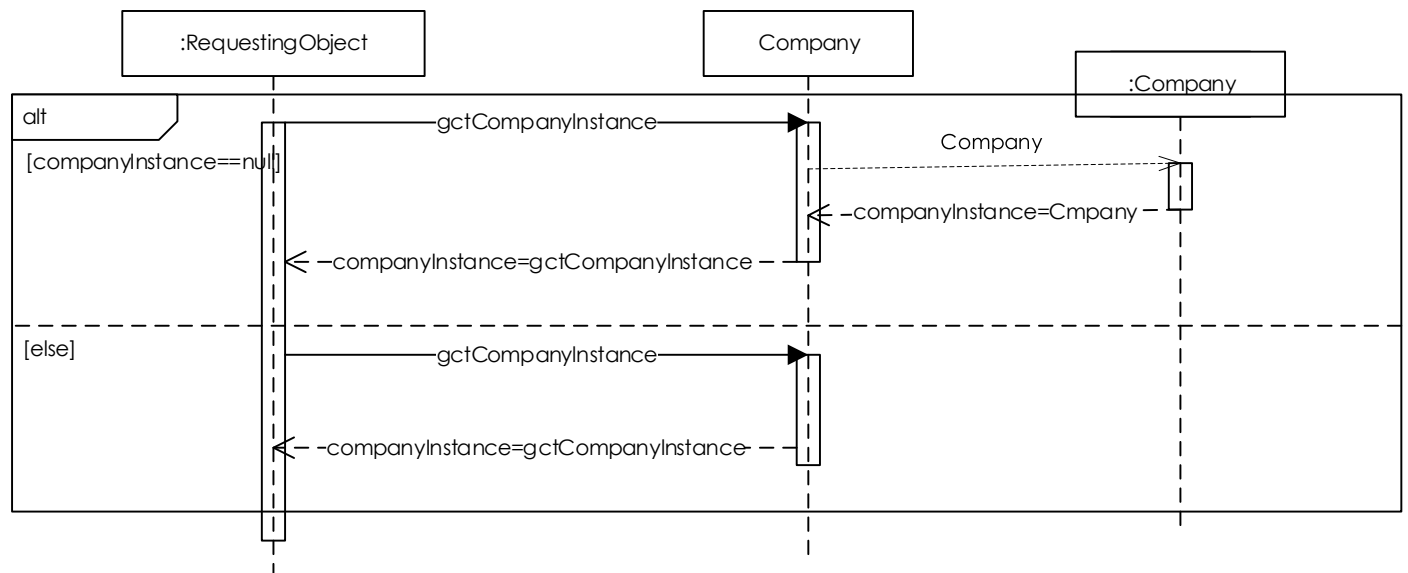 :RequestingObject
Company
:Company
alt
gctCompanyInstance
Company
[companyInstance==null]
companyInstance=Cmpany
companyInstance=gctCompanyInstance
[else]
gctCompanyInstance
companyInstance=gctCompanyInstance